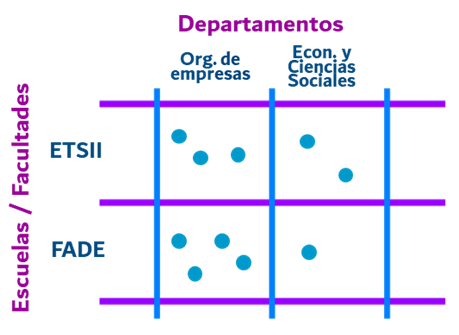 Departamentos
Org. de
empresas
Econ. y
Ciencias
Sociales
Escuelas / Facultades
ETSII
FADE